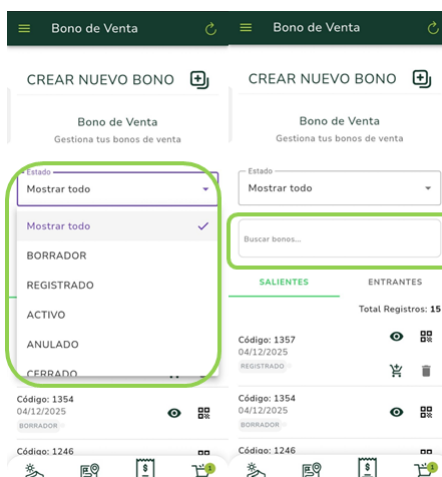 Bono de Venta
CREAR NUEVO BONO
Bono de Venta
Gestiona tus bonos de venta
Estado
Mostrar todo
Mostrar todo
BORRADOR
REGISTRADO
ACTIVO
ANULADO
CERRADO
Código: 1354
04/12/2025
BORRADOR
Código: 1246
$
Bono de Venta
CREAR NUEVO BONO
Bono de Venta
Gestiona tus bonos de venta
Estado
Mostrar todo
Buscar bonos...
SALIENTES ENTRANTES
Total Registros: 15
Código: 1357
04/12/2025
REGISTRADO
Código: 1354
04/12/2025
BORRADOR
Código: 1246
$